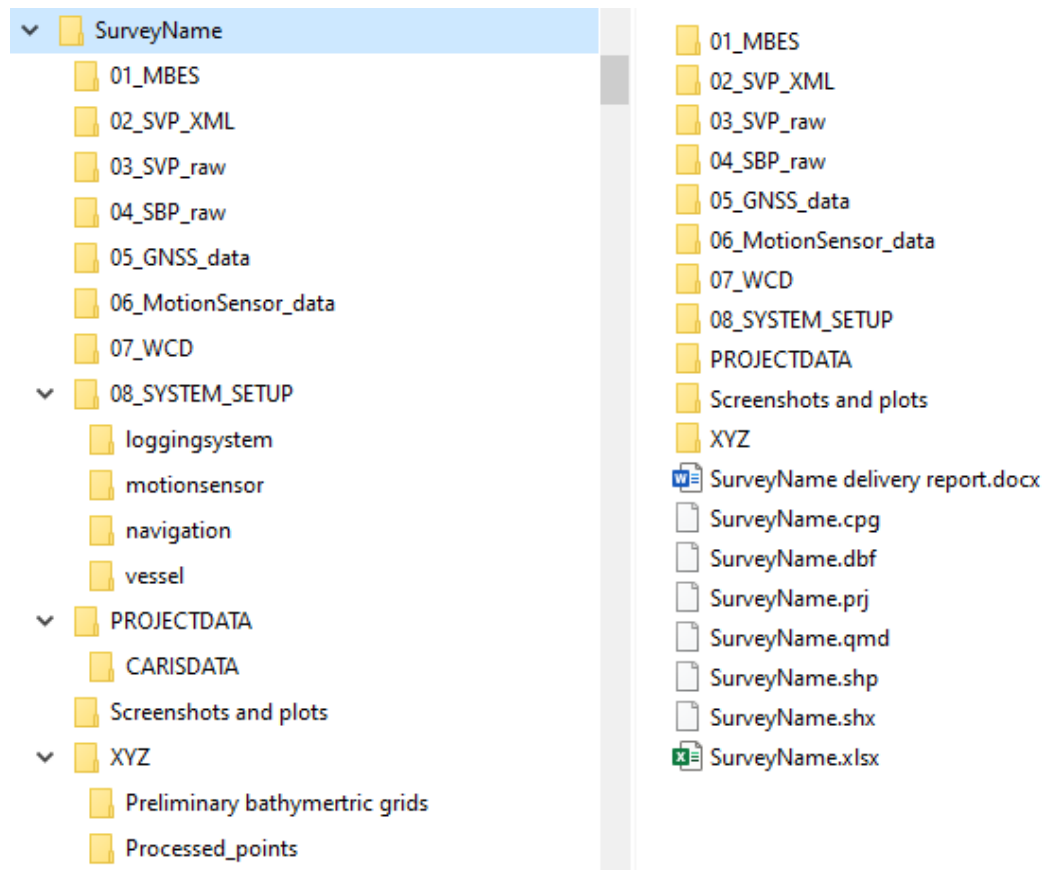 SurveyName
01_MBES
02_SVP_XML
03_SVP_raw
04_SBP_raw
05_GNSS_data
06_MotionSensor_data
07_WCD
08_SYSTEM_SETUP
loggingsystem
motionsensor
navigation
vessel
PROJECTDATA
CARISDATA
Screenshots and plots
XYZ
Preliminary bathymertric grids
Processed_points
01_MBES
02_SVP_XML
03_SVP_raw
04_SBP_raw
05_GNSS_data
06_MotionSensor_data
07_WCD
08_SYSTEM_SETUP
PROJECTDATA
Screenshots and plots
XYZ
SurveyName delivery report.docx
SurveyName.cpg
SurveyName.dbf
SurveyName.prj
SurveyName.qmd
SurveyName.shp
SurveyName.shx
SurveyName.xlsx